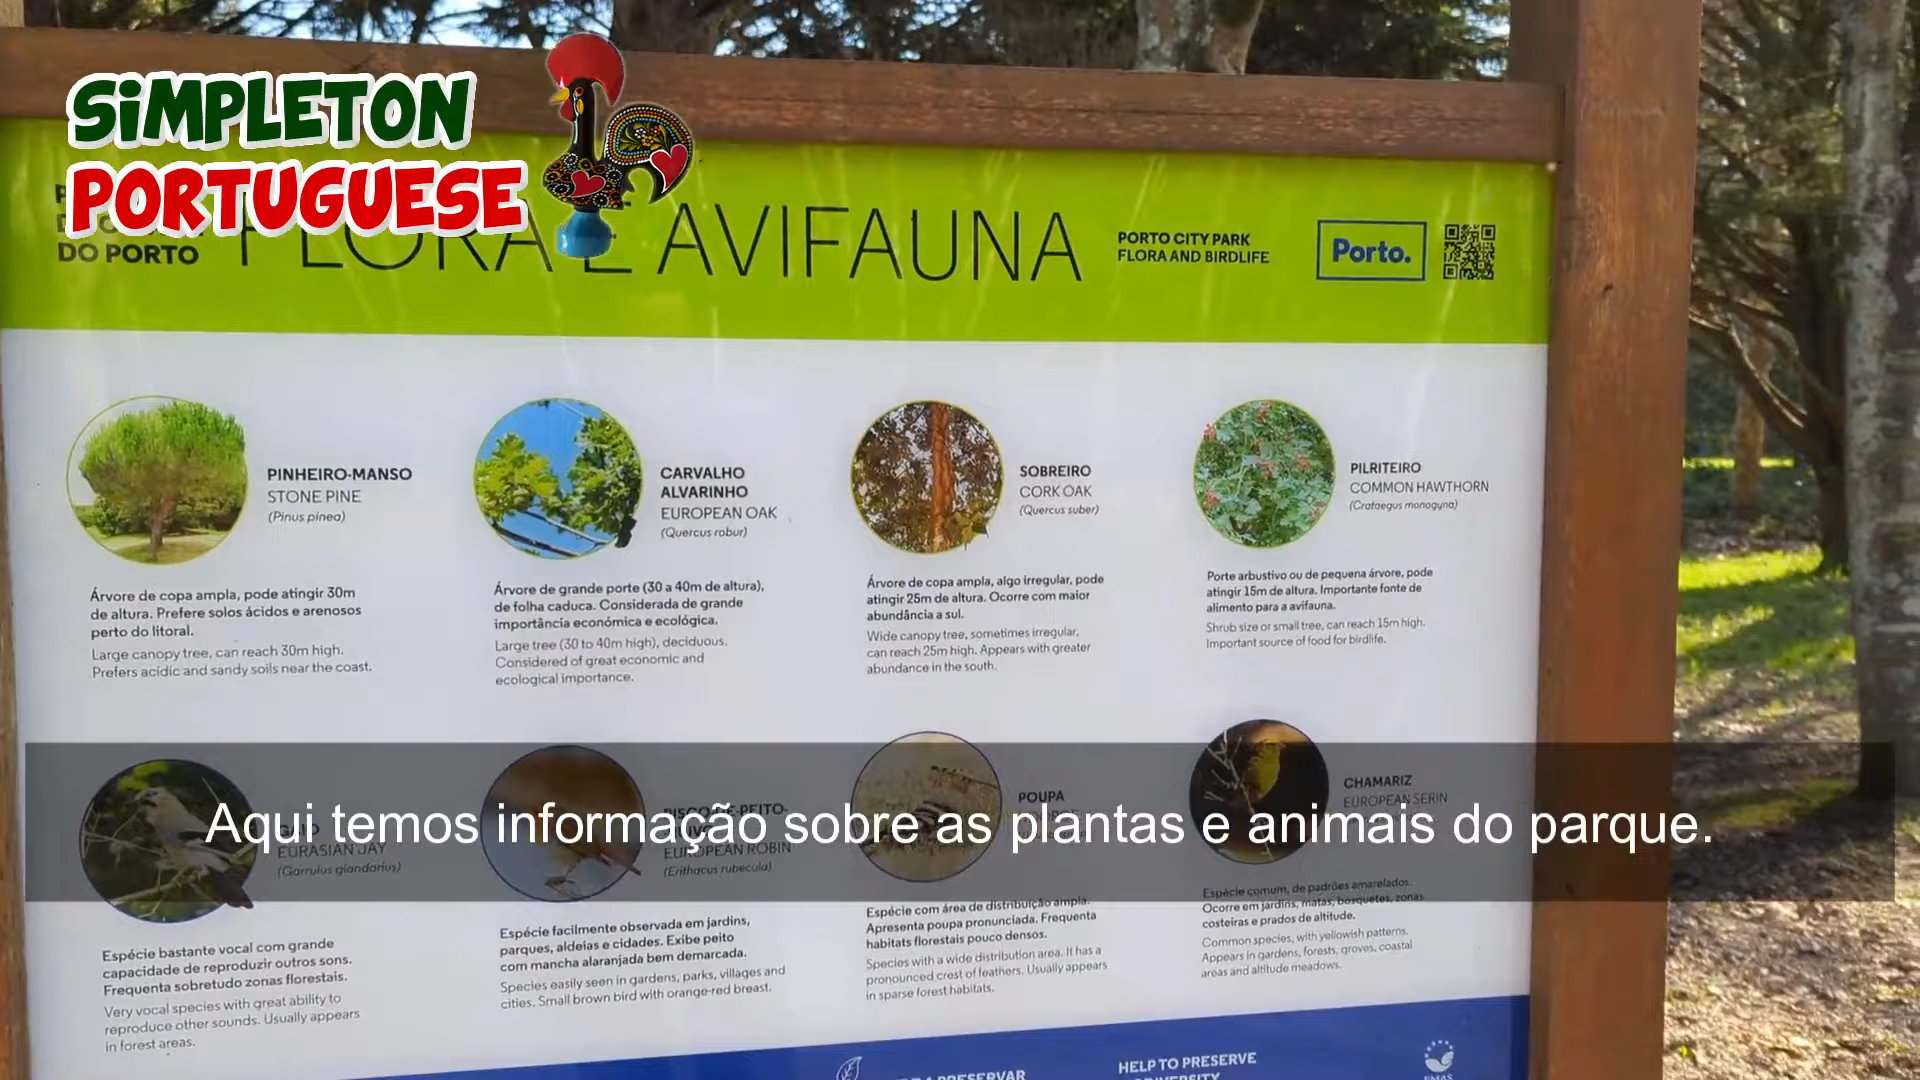 SiMPLETON
PORTUGUESE
DO PORTO
FLORA E AVIFAUNA
PORTO CITY PARK
FLORA AND BIRDLIFE
Porto.
PINHEIRO-MANSO
STONE PINE
(Pinus pinea)
Árvore de copa ampla, pode atingir 30m
de altura. Prefere solos ácidos e arenosos
perto do litoral.
Large canopy tree, can reach 30m high.
Prefers acidic and sandy soils near the coast.
CARVALHO
ALVARINHO
EUROPEAN OAK
(Quercus robur)
Árvore de grande porte (30 a 40m de altura),
de folha caduca. Considerada de grande
importância económica e ecológica.
Large tree (30 to 40m high), deciduous.
Considered of great economic and
ecological importance.
SOBREIRO
CORK OAK
(Quercus suber)
Árvore de copa ampla, algo irregular, pode
atingir 25m de altura. Ocorre com maior
abundância a sul.
Wide canopy tree, sometimes irregular,
can reach 25m high. Appears with greater
abundance in the south.
PILRITEIRO
COMMON HAWTHORN
(Crataegus monogyna)
Porte arbustivo ou de pequena árvore, pode
atingir 15m de altura. Importante fonte de
alimento para a avifauna.
Shrub size or small tree, can reach 15m high.
Important source of food for birdlife.
Aqui temos informação sobre as plantas e animais do parque.
GAIO
EURASIAN JAY
(Garrulus glandarius)
Espécie bastante vocal com grande
capacidade de reproduzir outros sons.
Frequenta sobretudo zonas florestais.
Very vocal species with great ability to
reproduce other sounds. Usually appears
in forest areas.
PISCO-DE-PEITO-
EUROPEAN ROBIN
(Erithacus rubecula)
Espécie facilmente observada em jardins,
parques, aldeias e cidades. Exibe peito
com mancha alaranjada bem demarcada.
Species easily seen in gardens, parks, villages and
cities. Small brown bird with orange-red breast.
POUPA
Espécie com área de distribuição ampla.
Apresenta poupa pronunciada. Frequenta
habitats florestais pouco densos.
Species with a wide distribution area. It has a
pronounced crest of feathers. Usually appears
in sparse forest habitats.
CHAMARIZ
EUROPEAN SERIN
Espécie comum, de padrões amarelados.
Ocorre em jardins, matas, bosquetes, zonas
costeiras e prados de altitude.
Common species, with yellowish patterns.
Appears in gardens, forests, groves, coastal
areas and altitude meadows.
PRESERVAR
HELP TO PRESERVE
EMAS